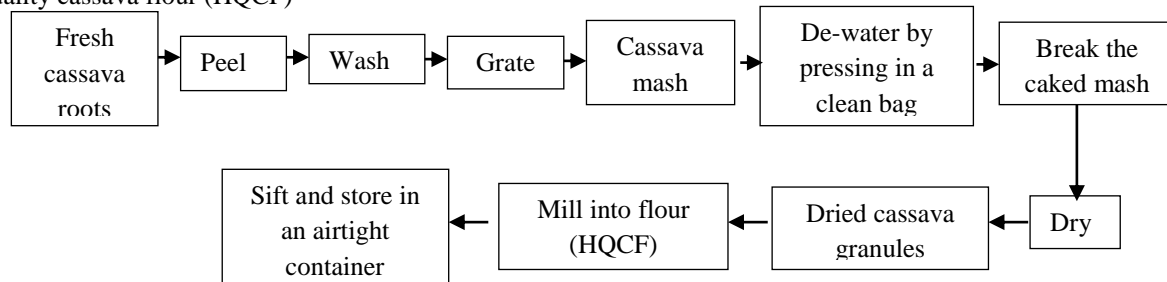 uality cassava flour (HQCF)
Fresh
cassava
roots
Peel
Wash
Grate
Cassava
mash
De-water by
pressing in a
clean bag
Break the
caked mash
Dry
Dried cassava
granules
Mill into flour
(HQCF)
Sift and store in
an airtight
container